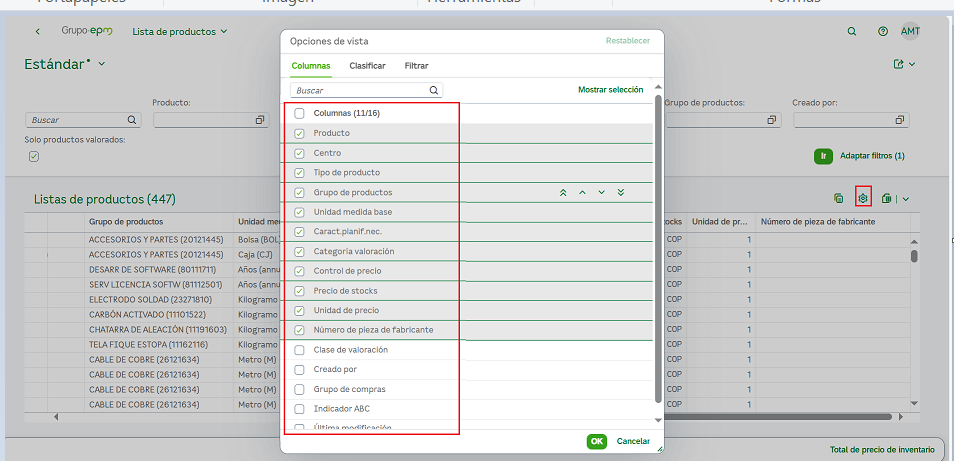 Portapapeles Imagen Herramientas Formas
Grupo·epm Lista de productos AMT
Estándar*
Producto: Grupo de productos: Creado por:
Buscar
Solo productos valorados:
Ir Adaptar filtros (1)
Listas de productos (447)
Grupo de productos Unidad me Unidad de pr... Número de pieza de fabricante
ACCESORIOS Y PARTES (20121445) Bolsa (BOL COP 1
ACCESORIOS Y PARTES (20121445) Caja (CJ) COP 1
DESARR DE SOFTWARE (80111711) Años (annu COP 1
SERV LICENCIA SOFTW (81112501) Años (annu COP 1
ELECTRODO SOLDAD (23271810) Kilogramo COP 1
CARBÓN ACTIVADO (11101522) Kilogramo COP 1
CHATARRA DE ALEACIÓN (11191603) Kilogramo COP 1
TELA FIQUE ESTOPA (11162116) Kilogramo COP 1
CABLE DE COBRE (26121634) Metro (M) COP 1
CABLE DE COBRE (26121634) Metro (M) COP 1
CABLE DE COBRE (26121634) Metro (M) COP 1
CABLE DE COBRE (26121634) Metro (M) COP 1
Total de precio de inventario
Opciones de vista Restablecer
Columnas Clasificar Filtrar
Buscar Mostrar selección
Columnas (11/16)
Producto
Centro
Tipo de producto
Grupo de productos
Unidad medida base
Caract.planif.nec.
Categoría valoración
Control de precio
Precio de stocks
Unidad de precio
Número de pieza de fabricante
Clase de valoración
Creado por
Grupo de compras
Indicador ABC
Última modificación
OK Cancelar